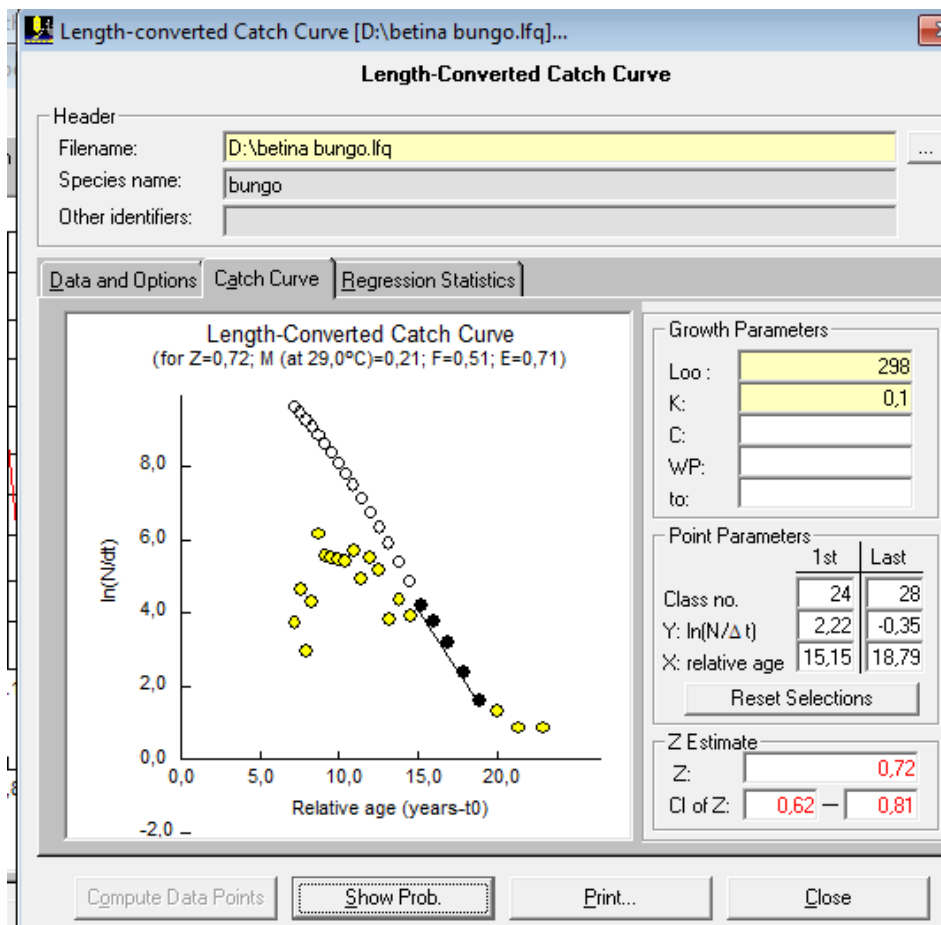 Length-converted Catch Curve [D:\betina bungo.lfq]...
Length-Converted Catch Curve
Header
Filename: D:\betina bungo.lfq ...
Species name: bungo
Other identifiers:
Data and Options Catch Curve Regression Statistics
Length-Converted Catch Curve
(for Z=0,72; M (at 29,0ºC)=0,21; F=0,51; E=0,71)
ln(N/dt)
8,0
6,0
4,0
2,0
0,0
-2,0
0,0 5,0 10,0 15,0 20,0
Relative age (years-t0)
Growth Parameters
Loo : 298
K: 0,1
C:
WP:
to:
Point Parameters
1st Last
Class no. 24 28
Y: ln(N/Δ t) 2,22 -0,35
X: relative age 15,15 18,79
Reset Selections
Z Estimate
Z: 0,72
CI of Z: 0,62 — 0,81
Compute Data Points Show Prob. Print... Close